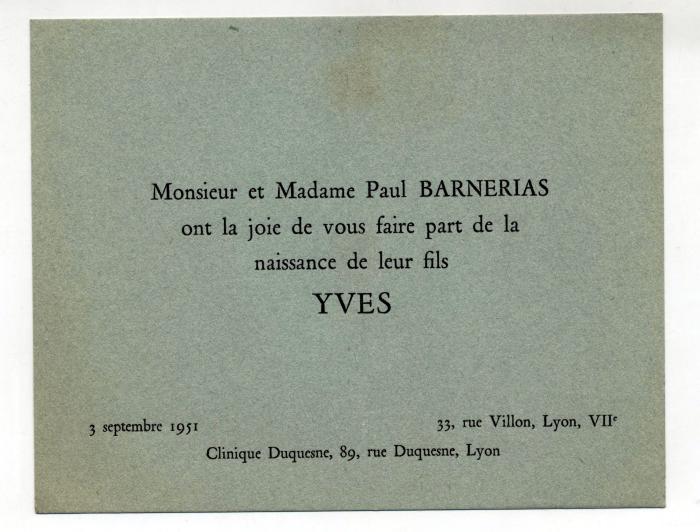 Monsieur et Madame Paul BARNERIAS
ont la joie de vous faire part de la
naissance de leur fils
YVES
3 septembre 1951
33, rue Villon, Lyon, VIIᵉ
Clinique Duquesne, 89, rue Duquesne, Lyon